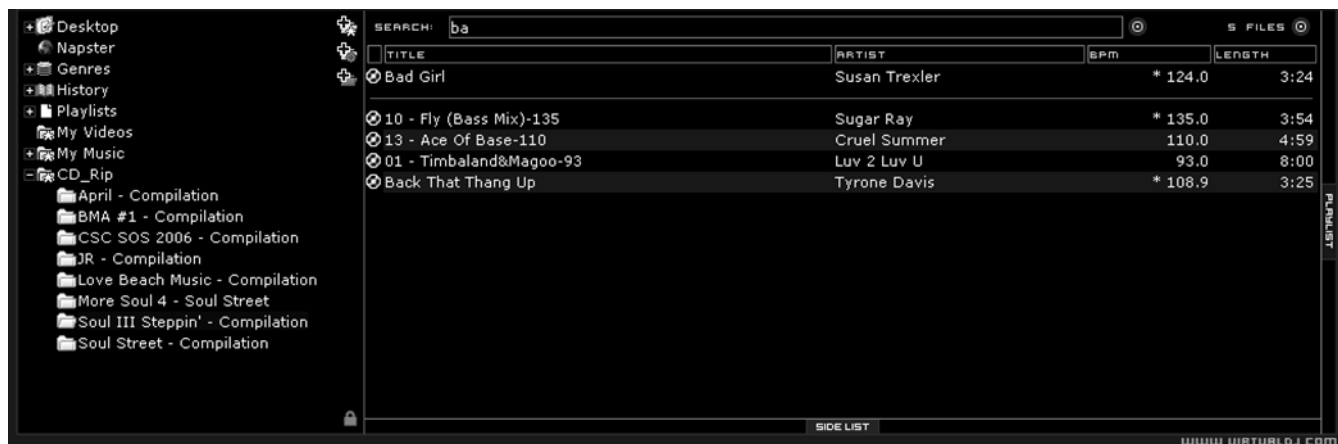 Desktop
Napster
Genres
History
Playlists
My Videos
My Music
CD_Rip
April - Compilation
BMA #1 - Compilation
CSC SOS 2006 - Compilation
JR - Compilation
Love Beach Music - Compilation
More Soul 4 - Soul Street
Soul III Steppin' - Compilation
Soul Street - Compilation
SEARCH: ba 5 FILES
TITLE ARTIST BPM LENGTH
Bad Girl Susan Trexler * 124.0 3:24
10 - Fly (Bass Mix)-135 Sugar Ray * 135.0 3:54
13 - Ace Of Base-110 Cruel Summer 110.0 4:59
01 - Timbaland&Magoo-93 Luv 2 Luv U 93.0 8:00
Back That Thang Up Tyrone Davis * 108.9 3:25
PLAYLIST
SIDE LIST
WWW.VIRTUALDJ.COM